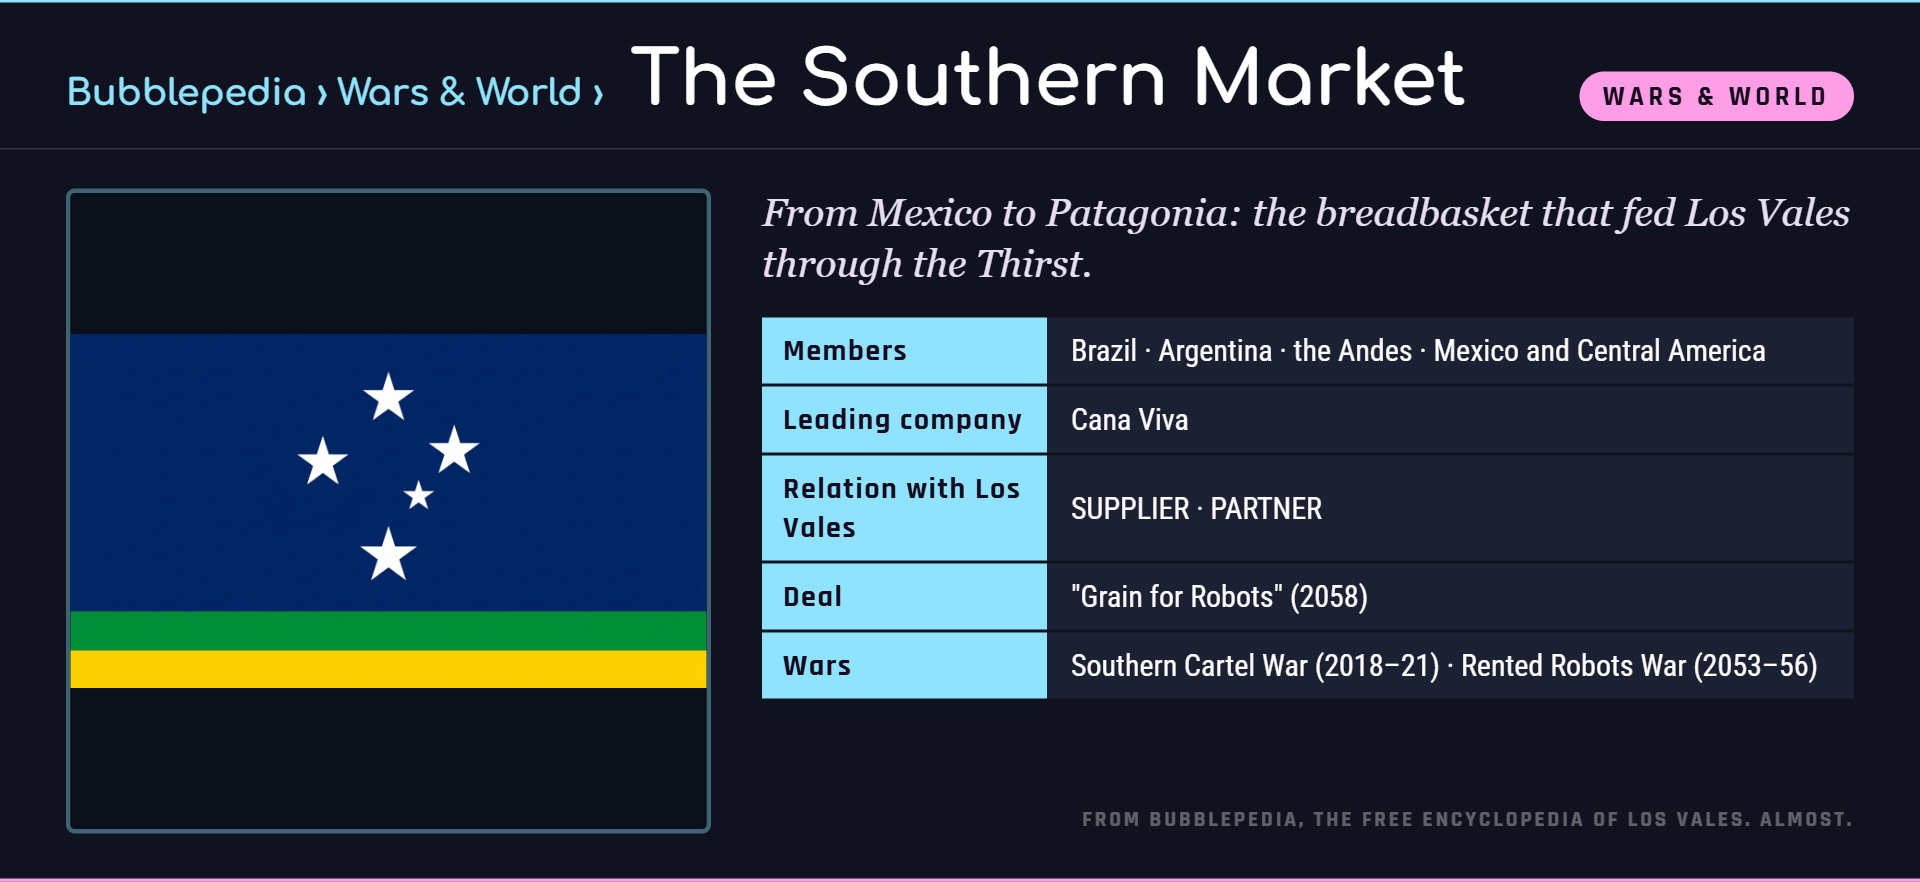 Bubblepedia › Wars & World › The Southern Market
WARS & WORLD
From Mexico to Patagonia: the breadbasket that fed Los Vales
through the Thirst.
Members
Brazil · Argentina · the Andes · Mexico and Central America
Leading company
Cana Viva
Relation with Los
Vales
SUPPLIER · PARTNER
Deal
"Grain for Robots" (2058)
Wars
Southern Cartel War (2018–21) · Rented Robots War (2053–56)
FROM BUBBLEPEDIA, THE FREE ENCYCLOPEDIA OF LOS VALES. ALMOST.